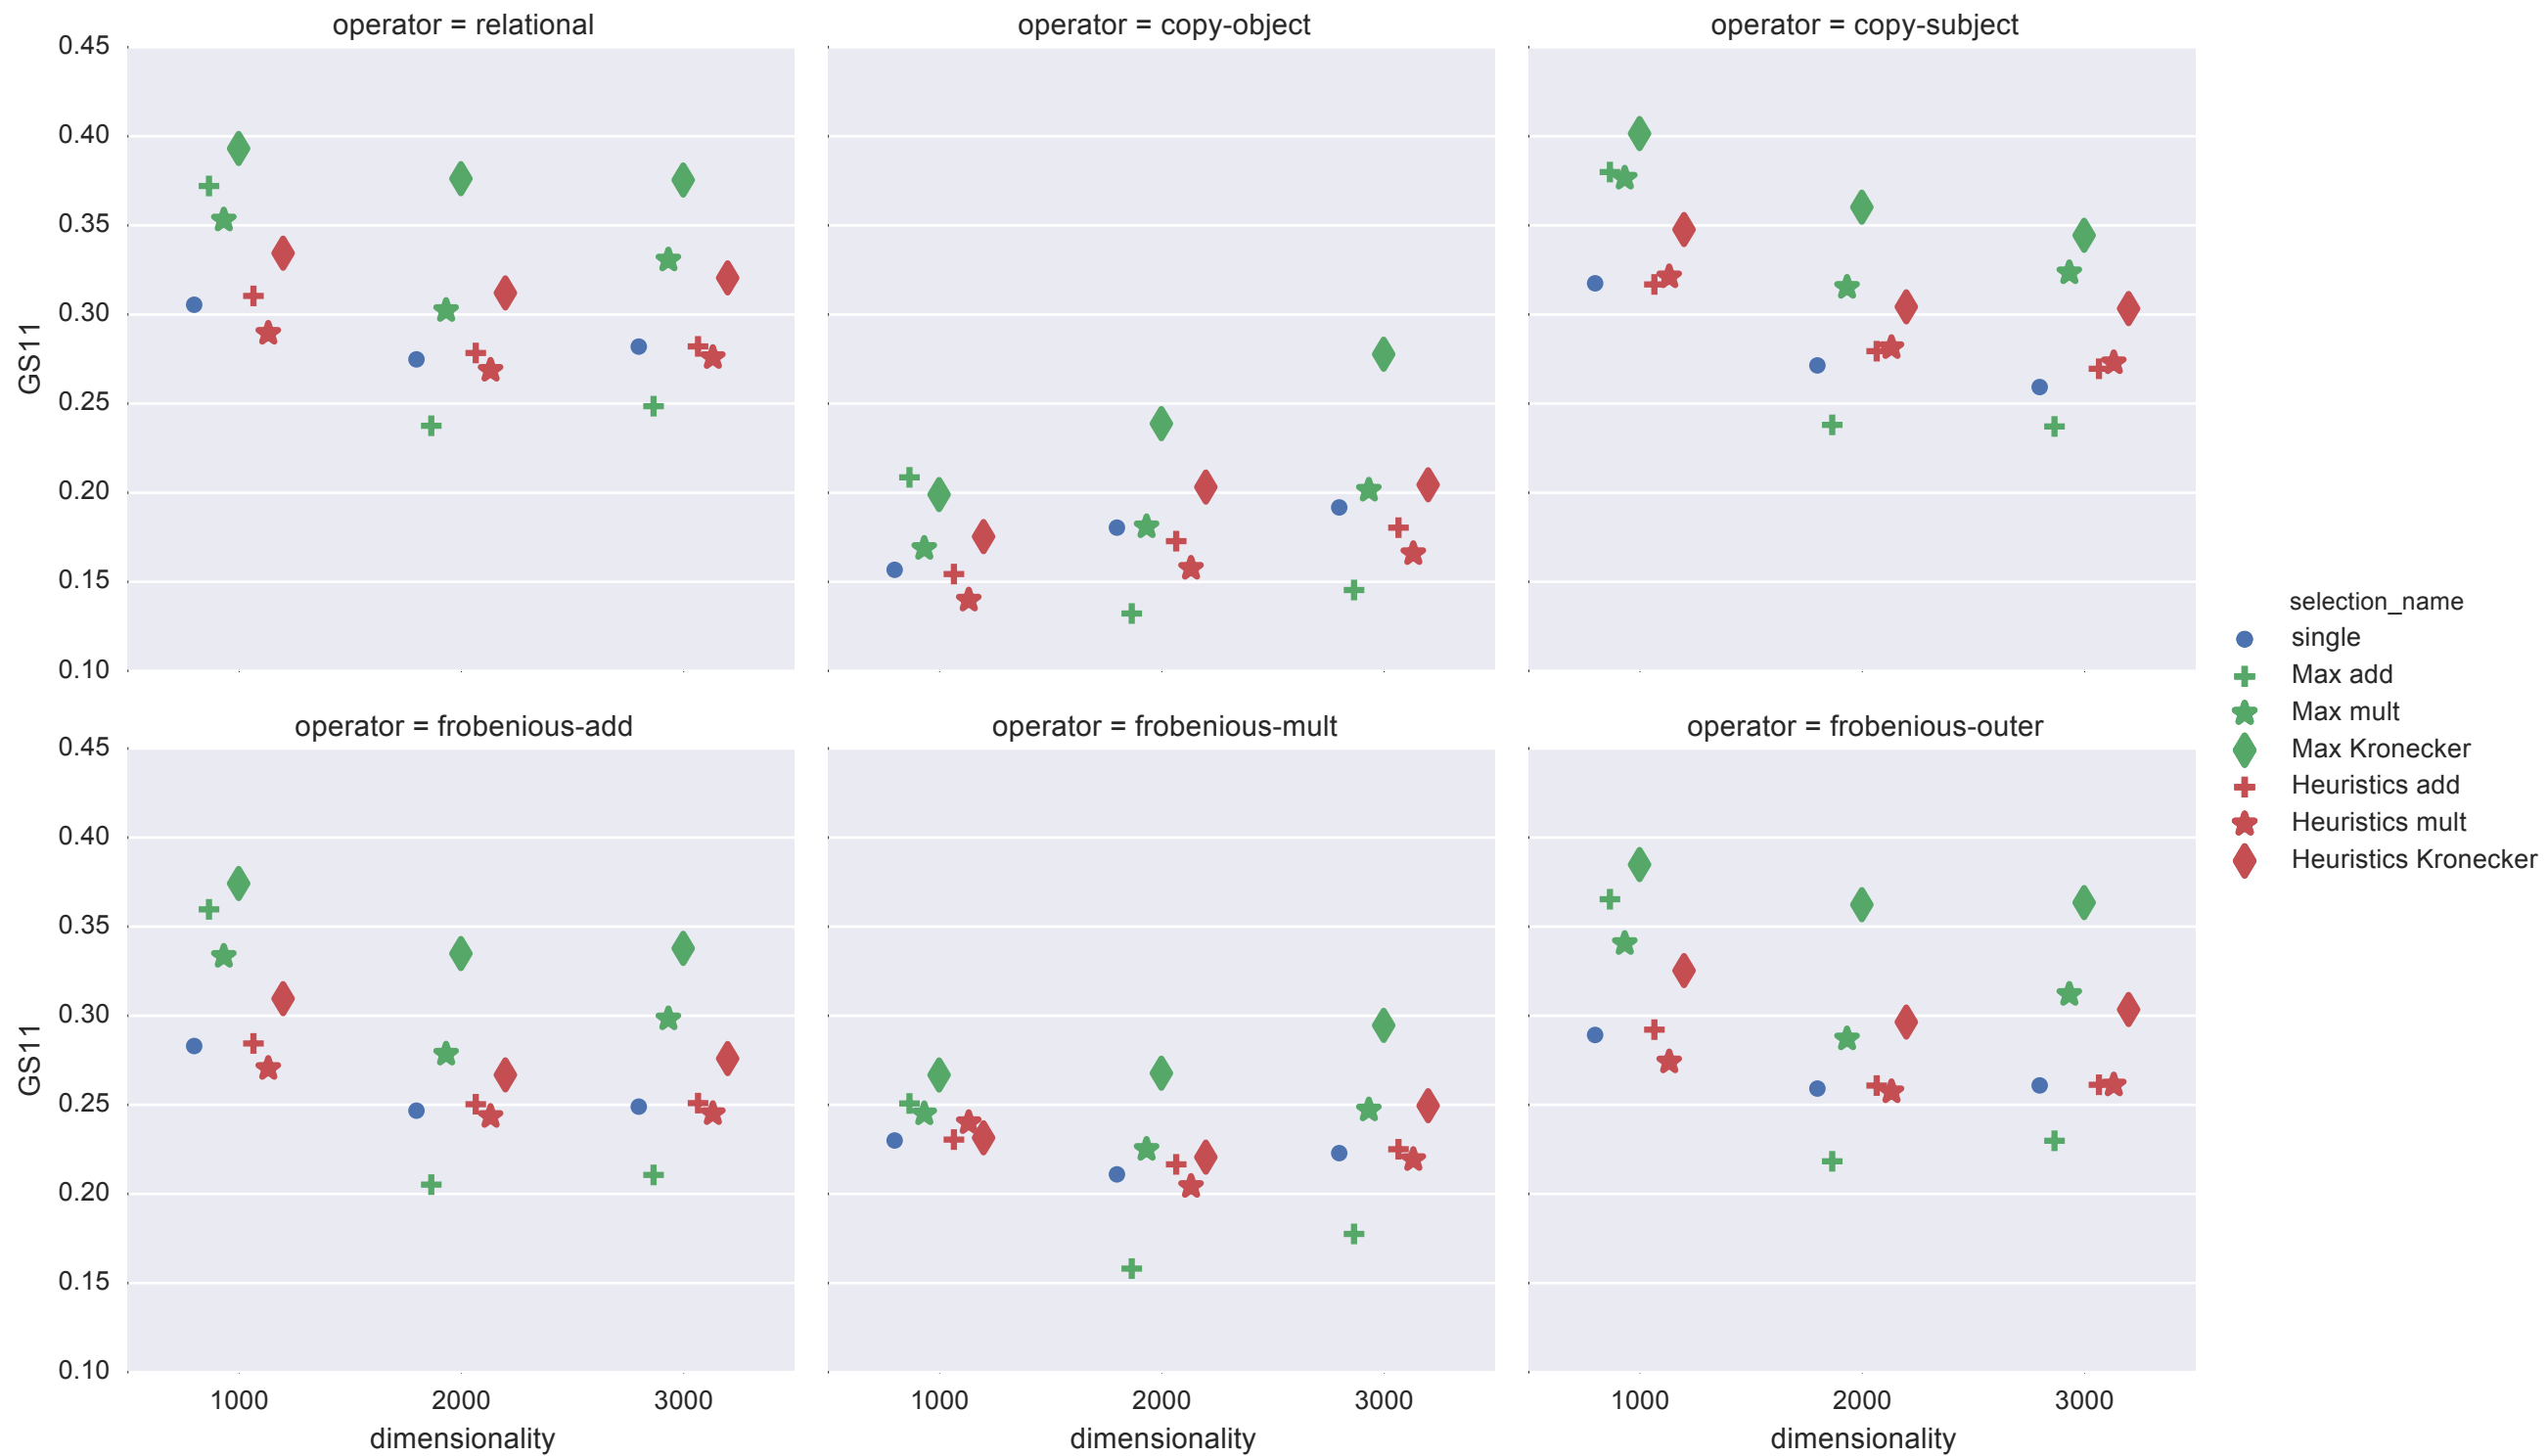 operator = relational
operator = copy-object
operator = copy-subject
0.45
0.40
0.35
0.30
0.25
0.20
0.15
0.10
GS11
operator = frobenious-add
operator = frobenious-mult
operator = frobenious-outer
0.45
0.40
0.35
0.30
0.25
0.20
0.15
0.10
GS11
1000 2000 3000
dimensionality
1000 2000 3000
dimensionality
1000 2000 3000
dimensionality
selection_name
single
Max add
Max mult
Max Kronecker
Heuristics add
Heuristics mult
Heuristics Kronecker